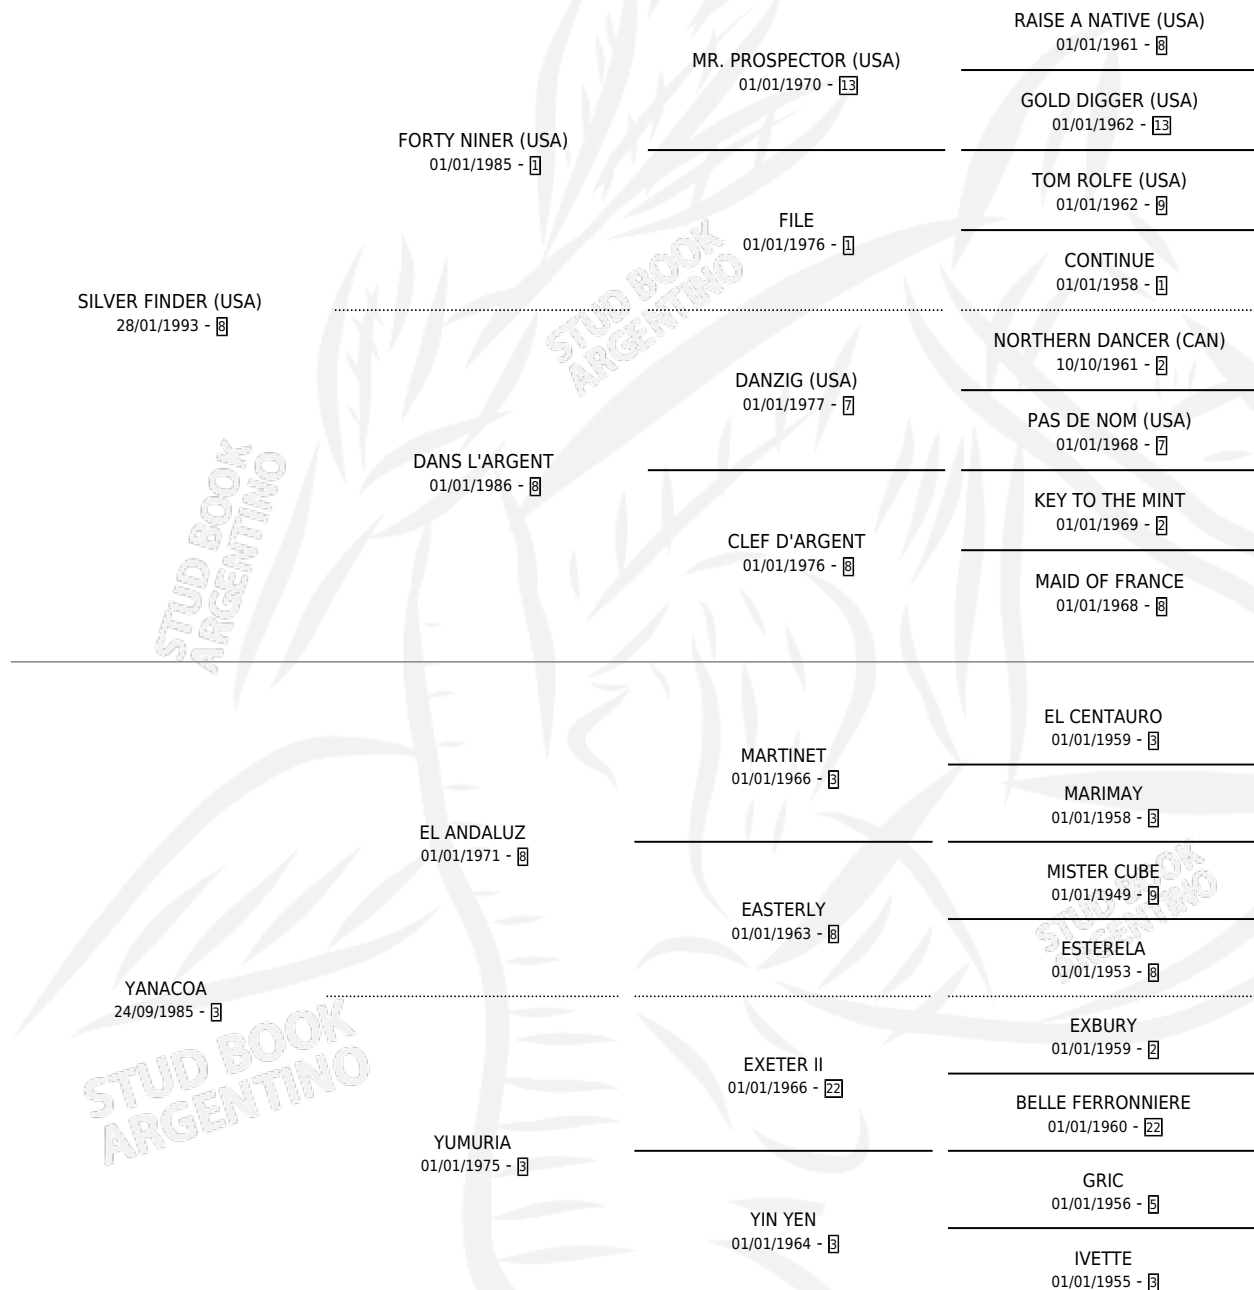 RAISE A NATIVE (USA)
01/01/1961 - 8
MR. PROSPECTOR (USA)
01/01/1970 - 13
GOLD DIGGER (USA)
01/01/1962 - 13
FORTY NINER (USA)
01/01/1985 - 1
TOM ROLFE (USA)
01/01/1962 - 9
FILE
01/01/1976 - 1
CONTINUE
01/01/1958 - 1
SILVER FINDER (USA)
28/01/1993 - 8
NORTHERN DANCER (CAN)
10/10/1961 - 2
DANZIG (USA)
01/01/1977 - 7
PAS DE NOM (USA)
01/01/1968 - 7
DANS L'ARGENT
01/01/1986 - 8
KEY TO THE MINT
01/01/1969 - 2
CLEF D'ARGENT
01/01/1976 - 8
MAID OF FRANCE
01/01/1968 - 8
EL CENTAURO
01/01/1959 - 3
MARTINET
01/01/1966 - 3
MARIMAY
01/01/1958 - 3
EL ANDALUZ
01/01/1971 - 8
MISTER CUBE
01/01/1949 - 9
EASTERLY
01/01/1963 - 8
ESTERELA
01/01/1953 - 8
YANACOA
24/09/1985 - 3
EXBURY
01/01/1959 - 2
EXETER II
01/01/1966 - 22
BELLE FERRONNIERE
01/01/1960 - 22
YUMURIA
01/01/1975 - 3
GRIC
01/01/1956 - 5
YIN YEN
01/01/1964 - 3
IVETTE
01/01/1955 - 3
STUD BOOK
ARGENTINO
STUD BOOK
ARGENTINO
STUD BOOK
ARGENTINO
STUD BOOK
ARGENTINO